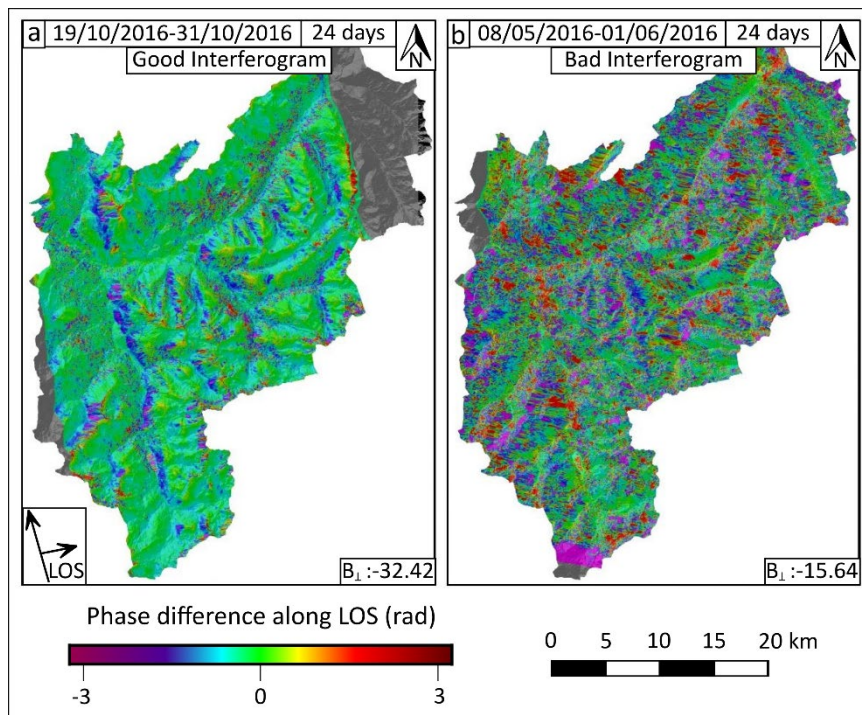 a 19/10/2016-31/10/2016 24 days
Good Interferogram
N
LOS
B⊥:-32.42
b 08/05/2016-01/06/2016 24 days
Bad Interferogram
N
B⊥:-15.64
Phase difference along LOS (rad)
-3 0 3
0 5 10 15 20 km